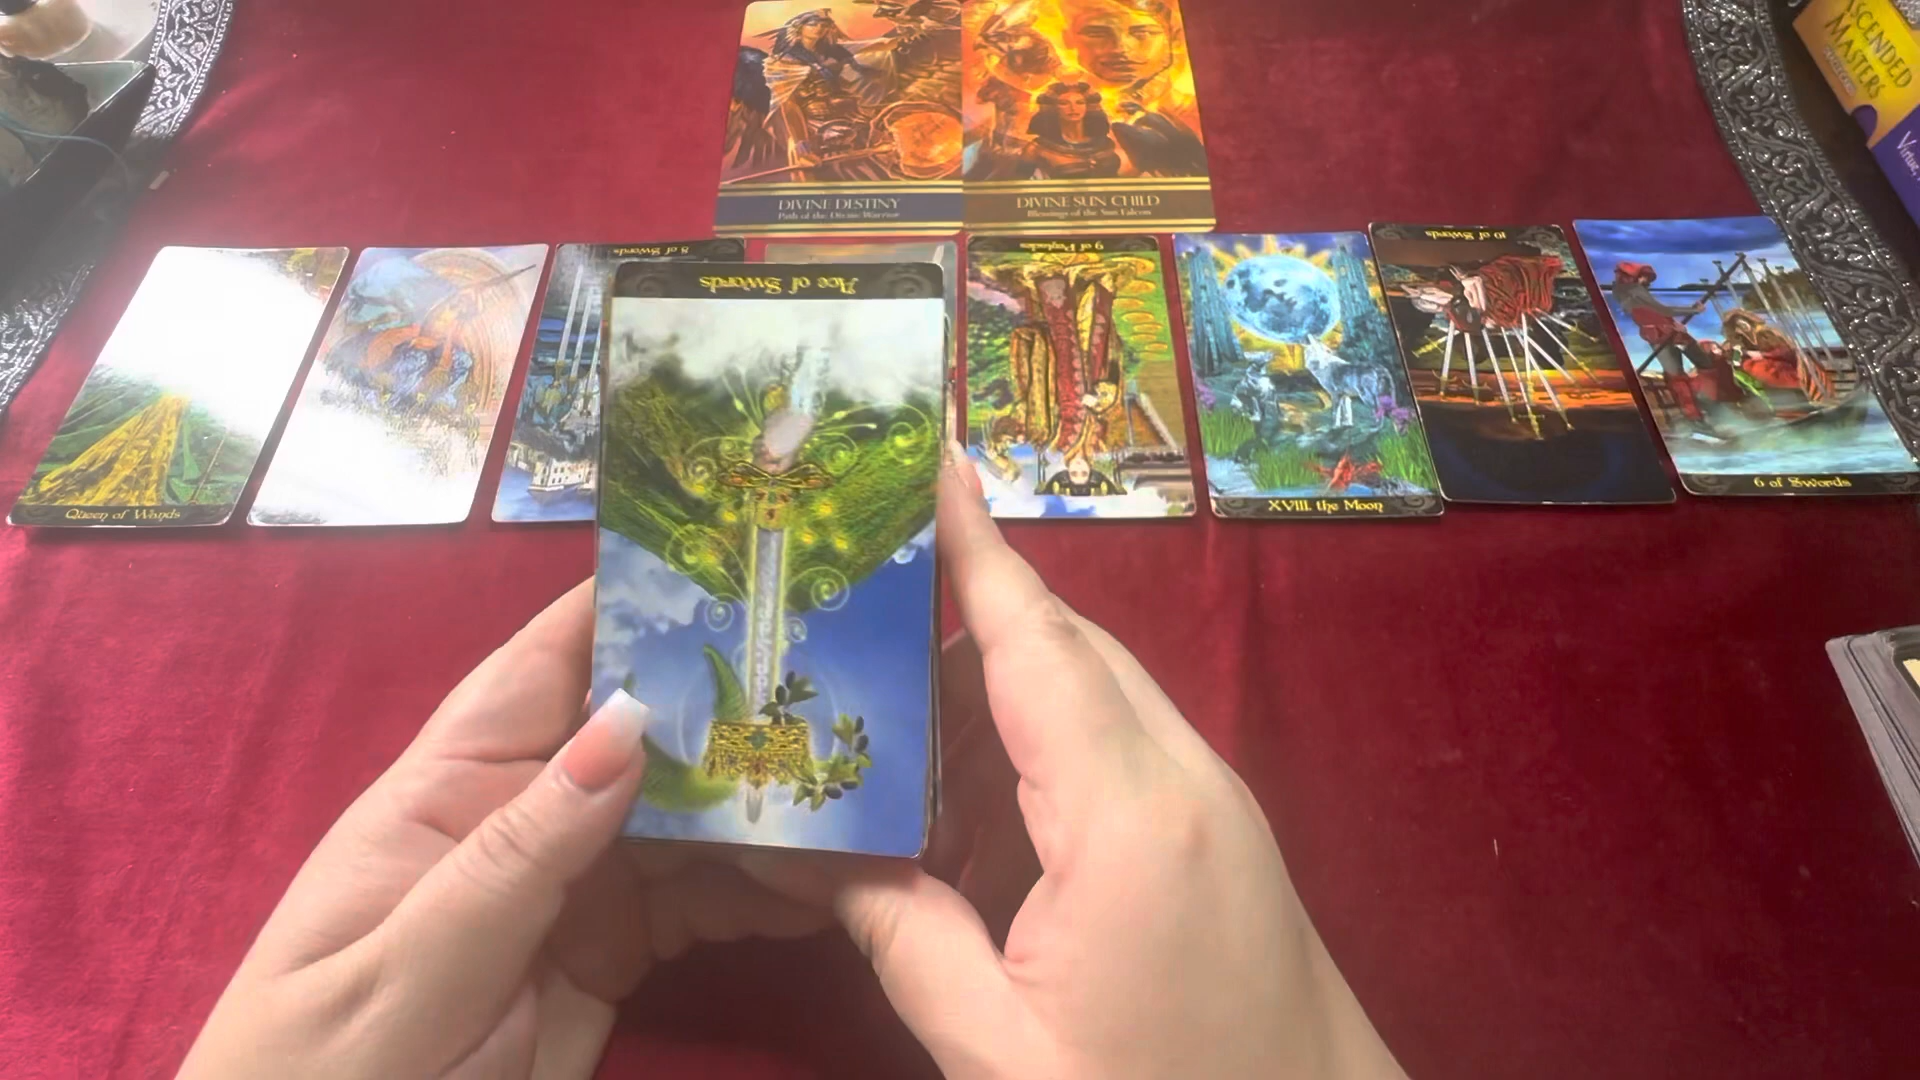 ASCENDED
MASTERS
DIVINE DESTINY
Path of the Divine Warrior
DIVINE SUN CHILD
Blessings of the Sun Falcon
8 of Swords
9 of Pentacles
10 of Swords
Ace of Swords
Queen of Wands
XVIII. the Moon
6 of Swords